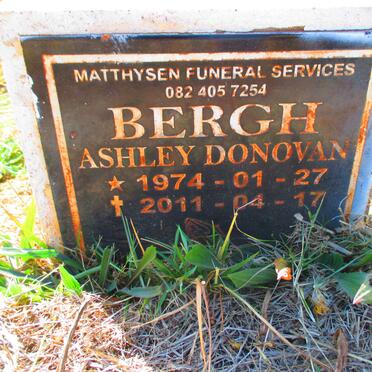 MATTHYSEN FUNERAL SERVICES
082 405 7254
BERGH
ASHLEY DONOVAN
1974 - 01 - 27
2011 - 04 - 17